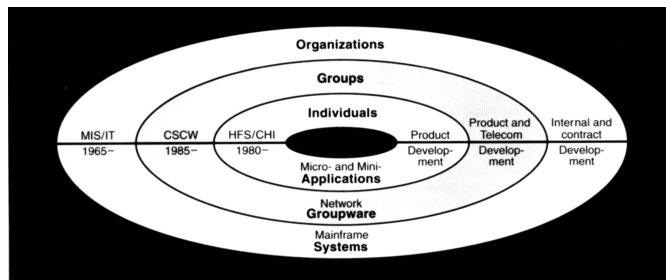 Organizations
Groups
Individuals
MIS/IT
1965–
CSCW
1985–
HFS/CHI
1980–
Product
Develop-
ment
Product and
Telecom
Develop-
ment
Internal and
contract
Develop-
ment
Micro- and Mini-
Applications
Network
Groupware
Mainframe
Systems